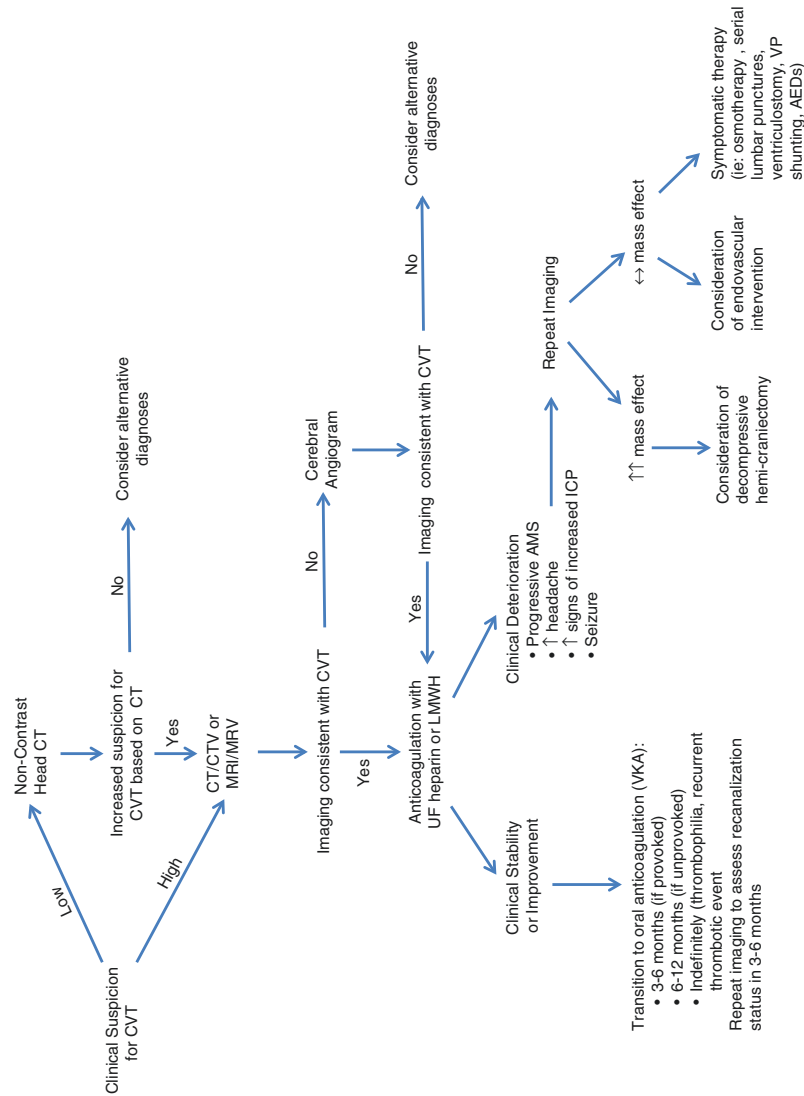 Clinical Suspicion
for CVT
Low
High
Non-Contrast
Head CT
Increased suspicion for
CVT based on CT
No
Consider alternative
diagnoses
Yes
CT/CTV or
MRI/MRV
Imaging consistent with CVT
No
Cerebral
Angiogram
Yes
Imaging consistent with CVT
No
Consider alternative
diagnoses
Yes
Anticoagulation with
UF heparin or LMWH
Clinical Stability
or Improvement
Transition to oral anticoagulation (VKA):
• 3-6 months (if provoked)
• 6-12 months (if unprovoked)
• Indefinitely (thrombophilia, recurrent
thrombotic event
Repeat imaging to assess recanalization
status in 3-6 months
Clinical Deterioration
• Progressive AMS
• ↑ headache
• ↑ signs of increased ICP
• Seizure
Repeat Imaging
↑↑ mass effect
Consideration of
decompressive
hemi-craniectomy
↔ mass effect
Consideration
of endovascular
intervention
Symptomatic therapy
(ie: osmotherapy , serial
lumbar punctures,
ventriculostomy, VP
shunting, AEDs)